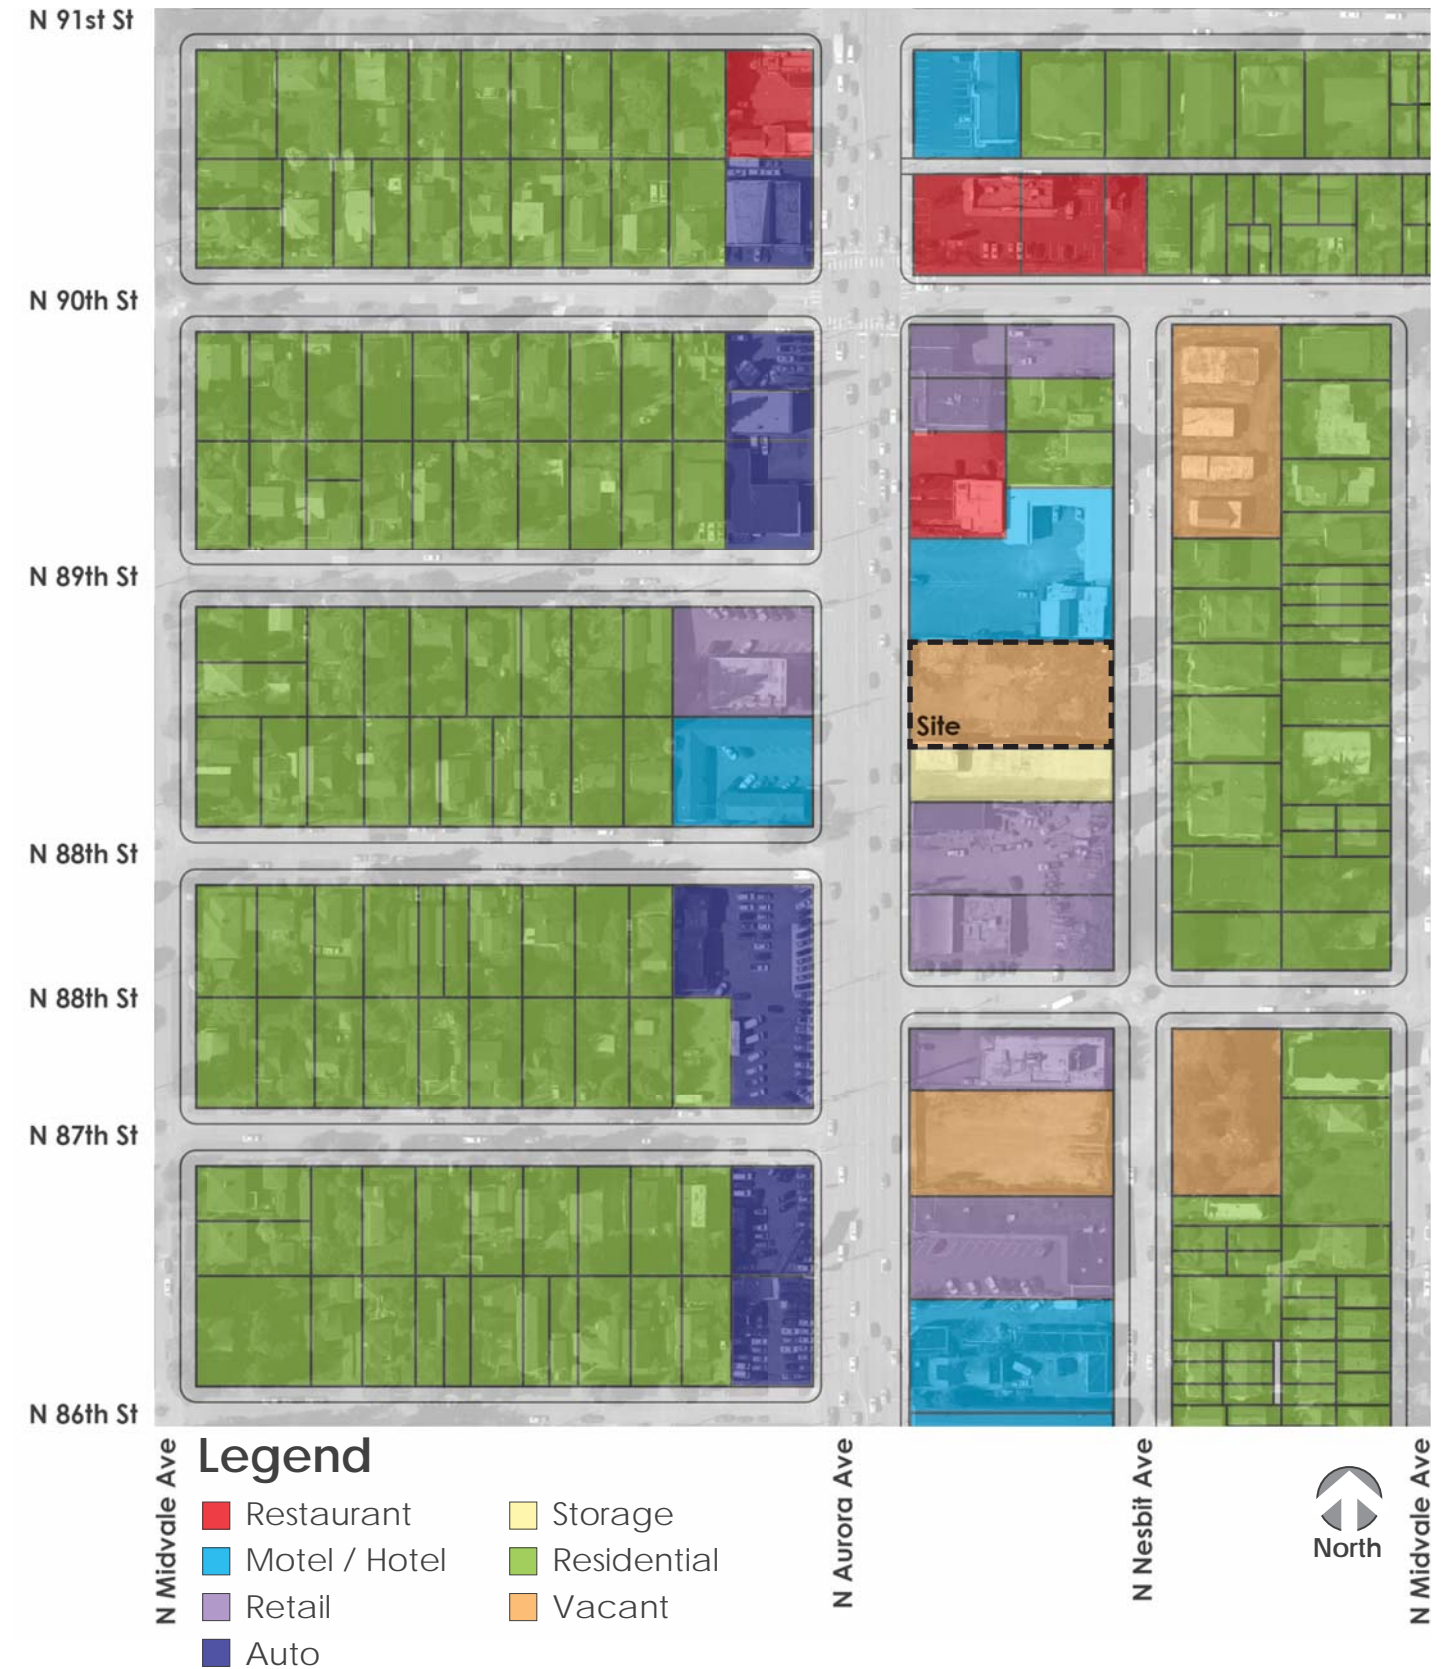 N 91st St
N 90th St
N 89th St
Site
N 88th St
N 88th St
N 87th St
N 86th St
N Midvale Ave
N Aurora Ave
N Nesbit Ave
N Midvale Ave
Legend
Restaurant
Motel / Hotel
Retail
Auto
Storage
Residential
Vacant
North